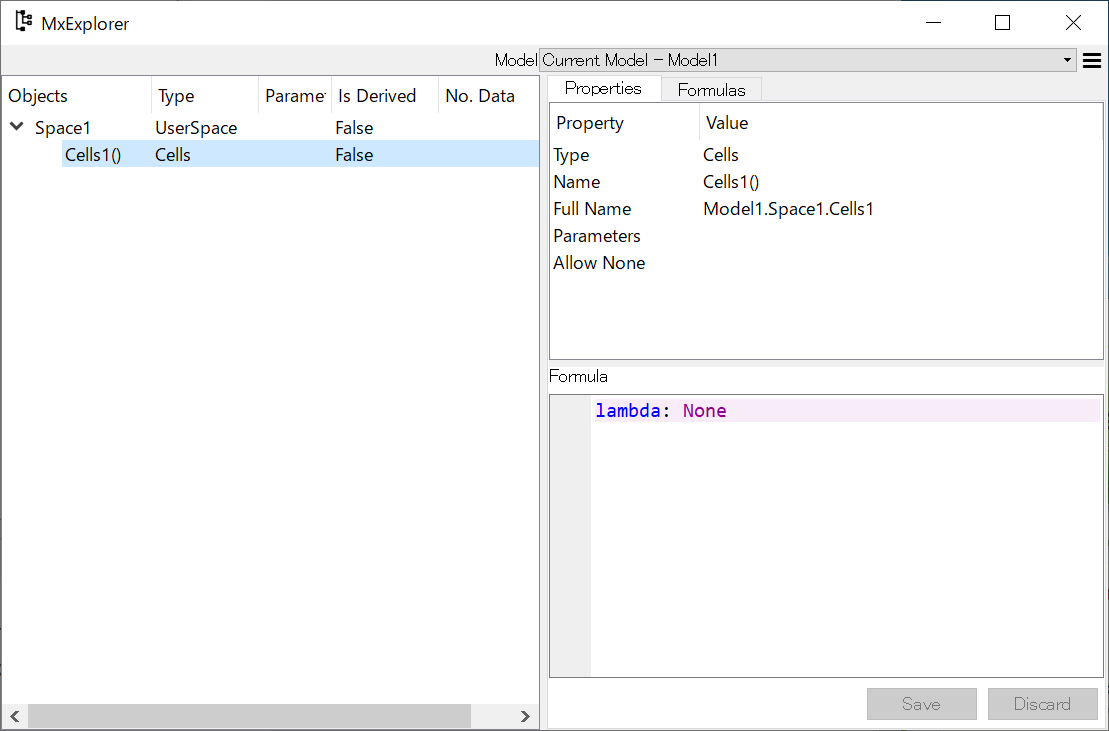 MxExplorer
Model Current Model - Model1
Objects Type Parame Is Derived No. Data
Space1 UserSpace False
Cells1() Cells False
Properties Formulas
Property Value
Type Cells
Name Cells1()
Full Name Model1.Space1.Cells1
Parameters
Allow None
Formula
lambda: None
Save Discard